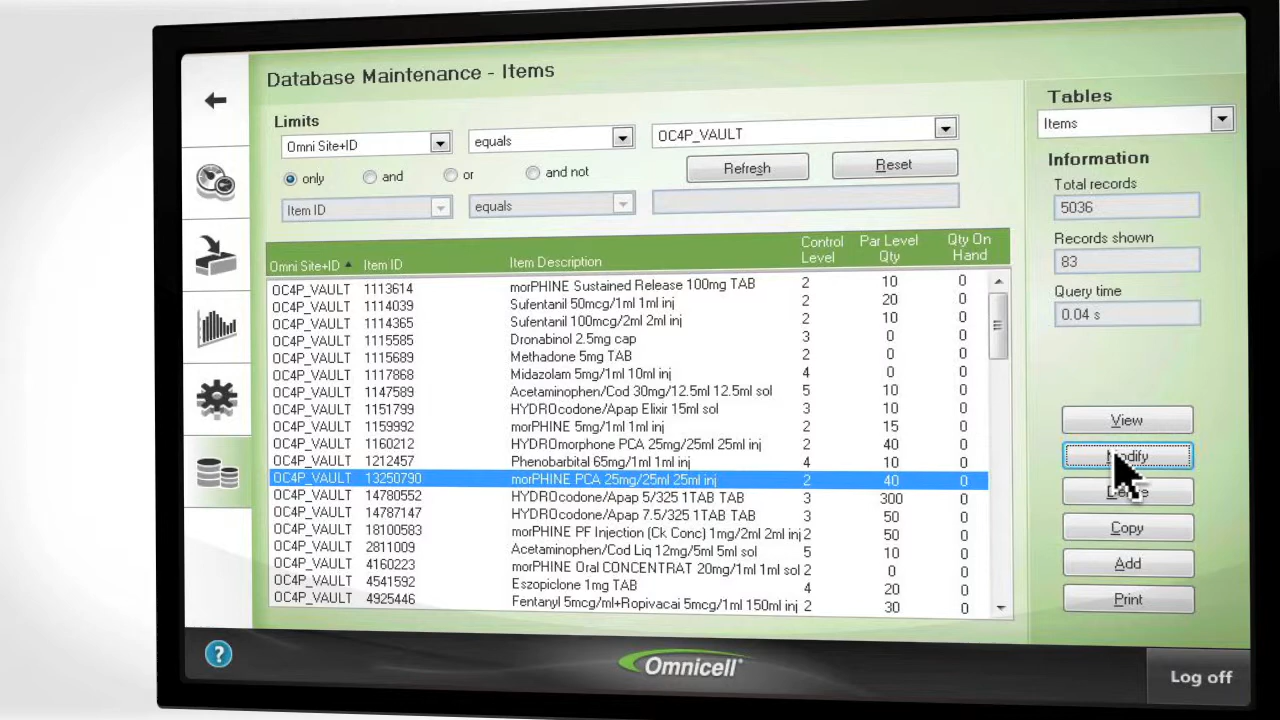 Database Maintenance - Items
Limits
Omni Site+ID equals OC4P_VAULT
only and or and not Refresh Reset
Item ID equals
Omni Site+ID Item ID Item Description Control Level Par Level Qty Qty On Hand
OC4P_VAULT 1113614 morPHINE Sustained Release 100mg TAB 2 10 0
OC4P_VAULT 1114039 Sufentanil 50mcg/1ml 1ml inj 2 20 0
OC4P_VAULT 1114365 Sufentanil 100mcg/2ml 2ml inj 2 10 0
OC4P_VAULT 1115585 Dronabinol 2.5mg cap 3 0 0
OC4P_VAULT 1115689 Methadone 5mg TAB 2 0 0
OC4P_VAULT 1117868 Midazolam 5mg/1ml 10ml inj 4 0 0
OC4P_VAULT 1147589 Acetaminophen/Cod 30mg/12.5ml 12.5ml sol 5 10 0
OC4P_VAULT 1151799 HYDROcodone/Apap Elixir 15ml sol 3 10 0
OC4P_VAULT 1159992 morPHINE 5mg/1ml 1ml inj 2 15 0
OC4P_VAULT 1160212 HYDROmorphone PCA 25mg/25ml 25ml inj 2 40 0
OC4P_VAULT 1212457 Phenobarbital 65mg/1ml 1ml inj 4 10 0
OC4P_VAULT 13250790 morPHINE PCA 25mg/25ml 25ml inj 2 40 0
OC4P_VAULT 14780552 HYDROcodone/Apap 5/325 1TAB TAB 3 300 0
OC4P_VAULT 14787147 HYDROcodone/Apap 7.5/325 1TAB TAB 3 50 0
OC4P_VAULT 18100583 morPHINE PF Injection (Ck Conc) 1mg/2ml 2ml inj 2 50 0
OC4P_VAULT 2811009 Acetaminophen/Cod Liq 12mg/5ml 5ml sol 5 10 0
OC4P_VAULT 4160223 morPHINE Oral CONCENTRAT 20mg/1ml 1ml sol 2 0 0
OC4P_VAULT 4541592 Eszopiclone 1mg TAB 4 20 0
OC4P_VAULT 4925446 Fentanyl 5mcg/ml+Ropivacai 5mcg/1ml 150ml inj 2 30 0
Tables
Items
Information
Total records
5036
Records shown
83
Query time
0.04 s
View
Modify
Copy
Add
Print
?
Omnicell
Log off